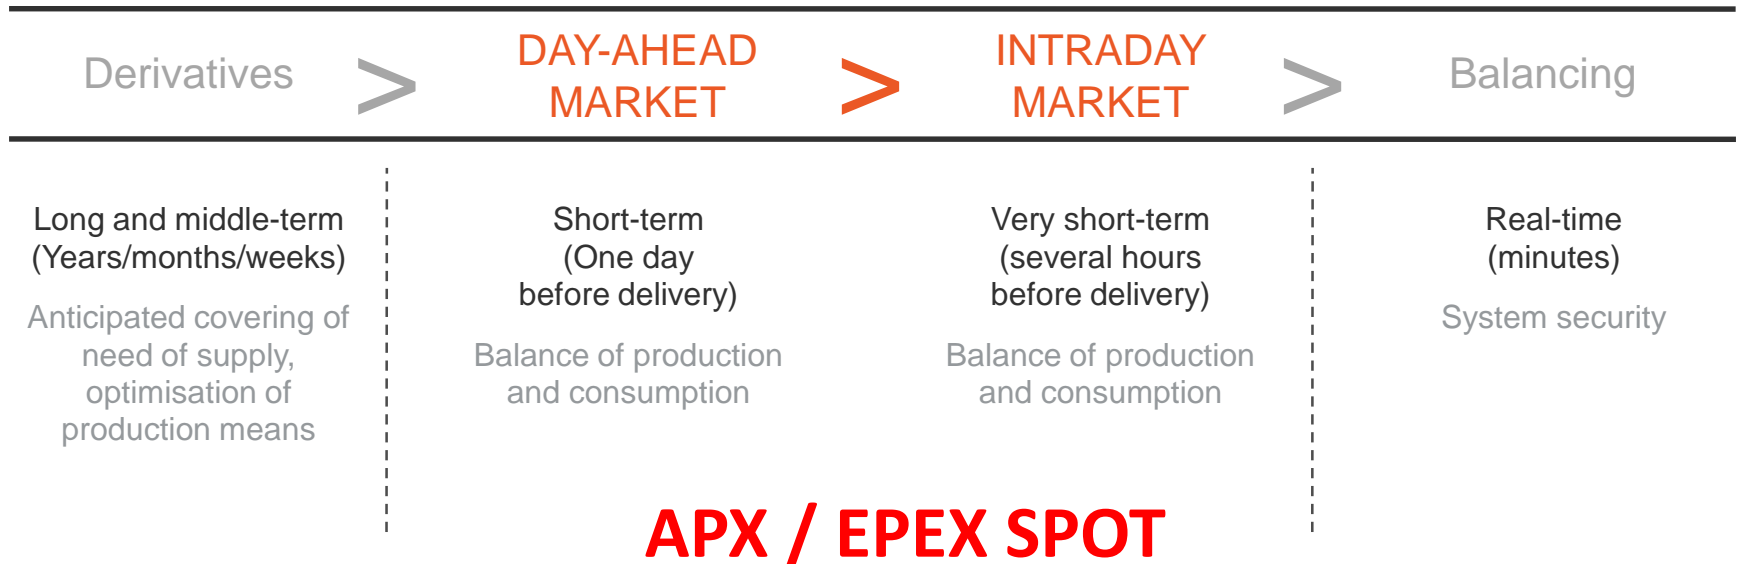 Derivatives
>
DAY-AHEAD
MARKET
>
INTRADAY
MARKET
>
Balancing
Long and middle-term
(Years/months/weeks)
Anticipated covering of
need of supply,
optimisation of
production means
Short-term
(One day
before delivery)
Balance of production
and consumption
Very short-term
(several hours
before delivery)
Balance of production
and consumption
Real-time
(minutes)
System security
APX / EPEX SPOT